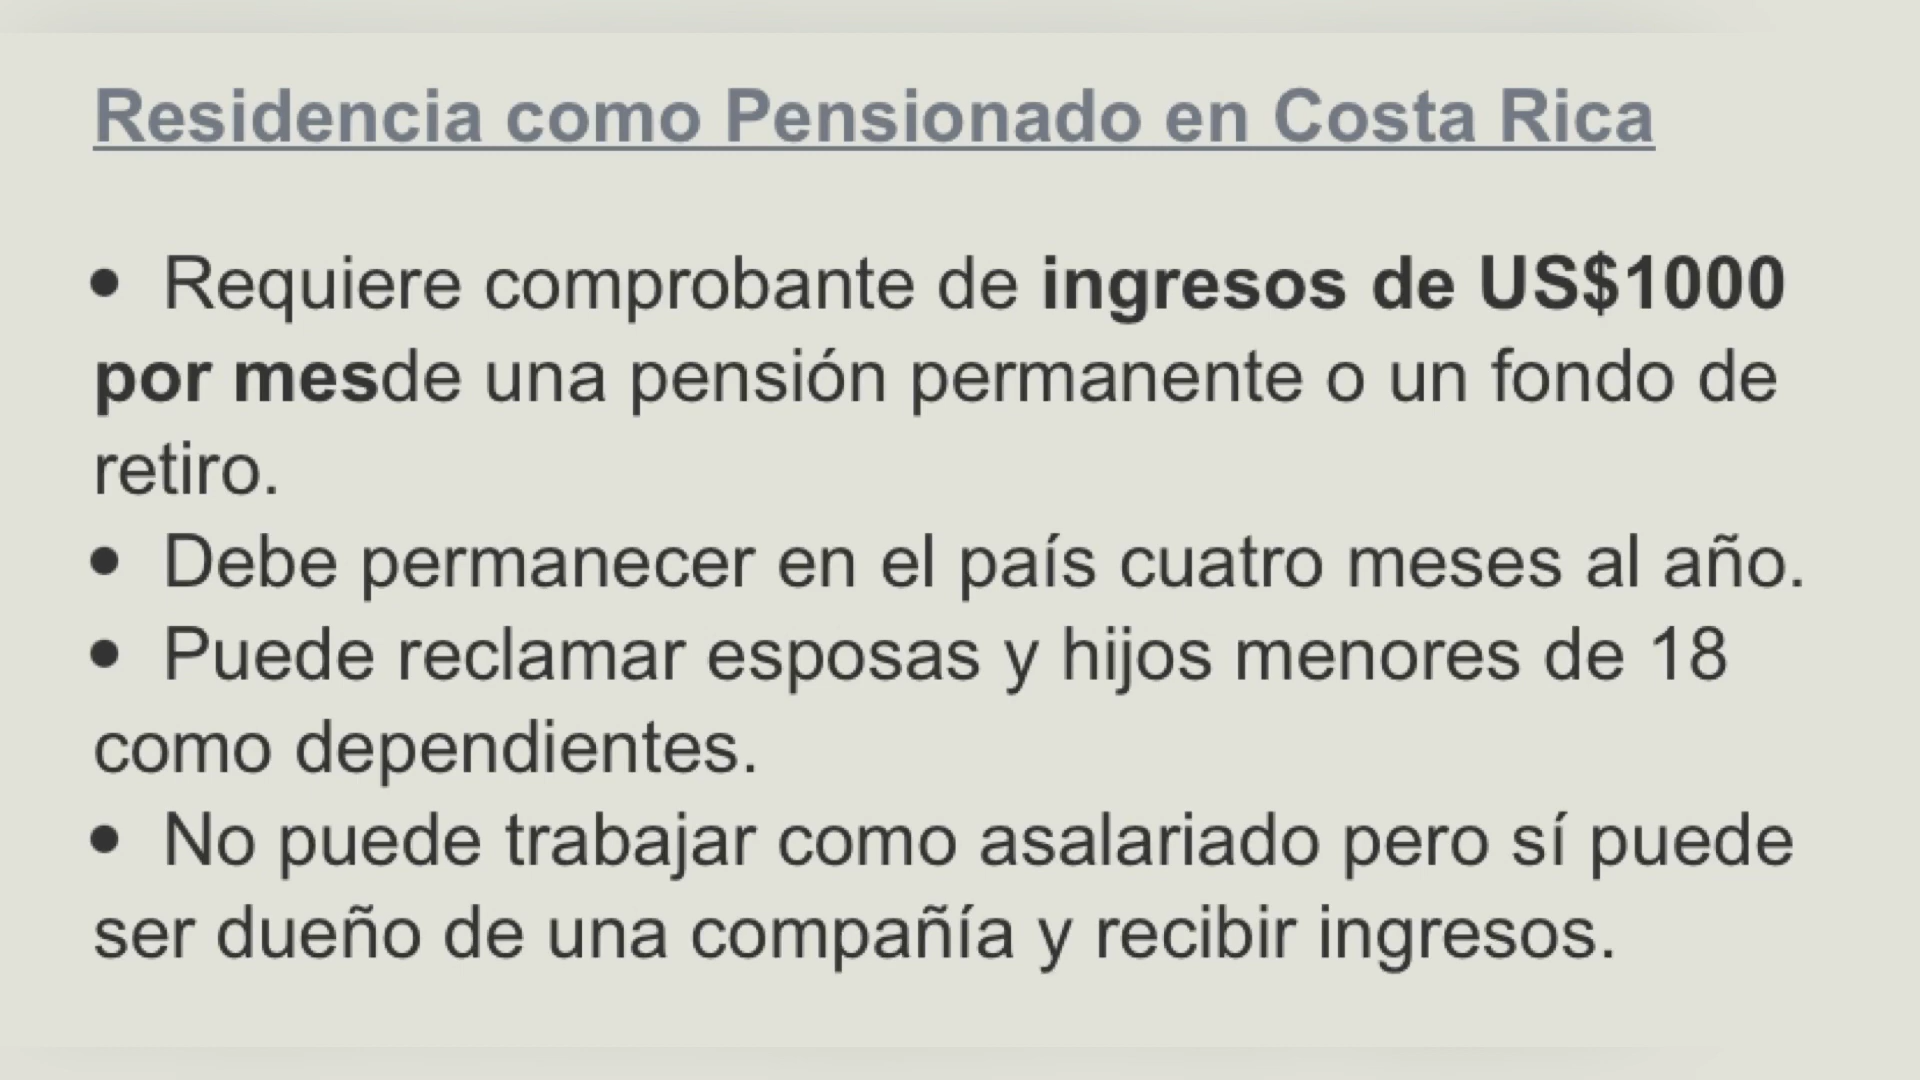 Residencia como Pensionado en Costa Rica
• Requiere comprobante de ingresos de US$1000
por mesde una pensión permanente o un fondo de
retiro.
• Debe permanecer en el país cuatro meses al año.
• Puede reclamar esposas y hijos menores de 18
como dependientes.
• No puede trabajar como asalariado pero sí puede
ser dueño de una compañía y recibir ingresos.